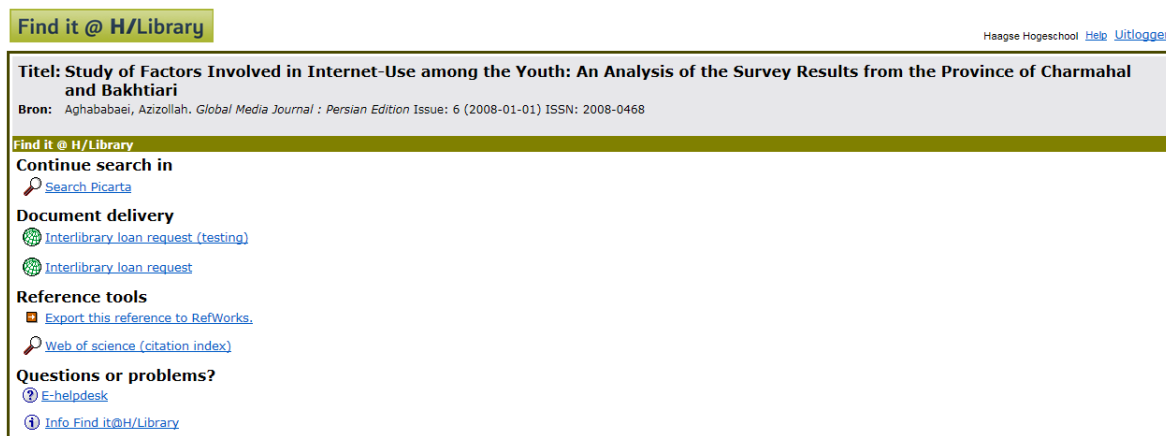 Find it @ H/Library
Haagse Hogeschool Help Uitlogge
Titel: Study of Factors Involved in Internet-Use among the Youth: An Analysis of the Survey Results from the Province of Charmahal
and Bakhtiari
Bron: Aghababaei, Azizollah. Global Media Journal : Persian Edition Issue: 6 (2008-01-01) ISSN: 2008-0468
Find it @ H/Library
Continue search in
Search Picarta
Document delivery
Interlibrary loan request (testing)
Interlibrary loan request
Reference tools
Export this reference to RefWorks.
Web of science (citation index)
Questions or problems?
E-helpdesk
Info Find it@H/Library